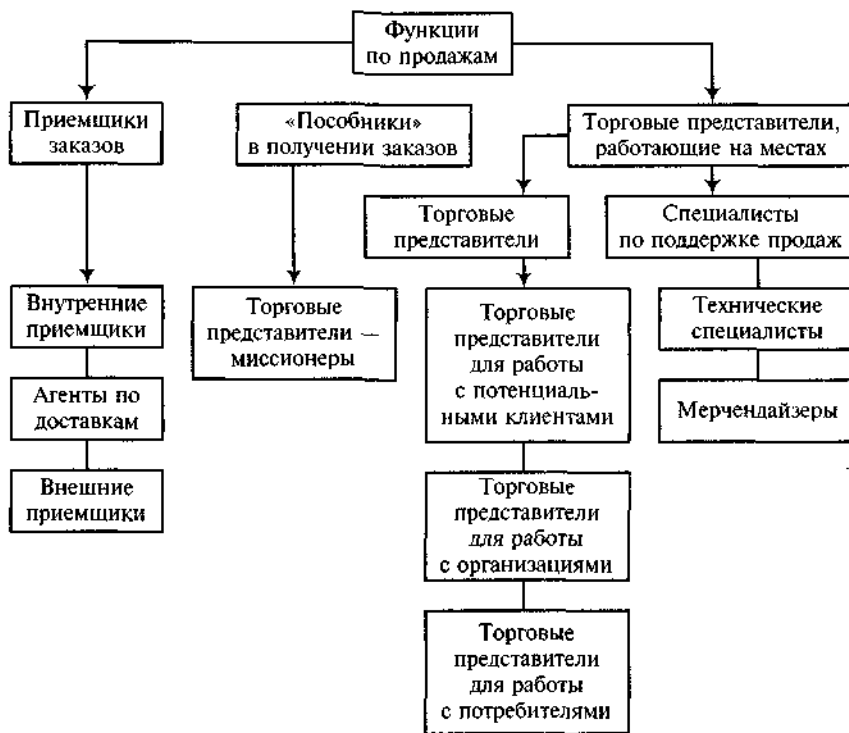 Функции
по продажам
Приемщики
заказов
«Пособники»
в получении заказов
Торговые представители,
работающие на местах
Торговые
представители
Специалисты
по поддержке продаж
Внутренние
приемщики
Торговые
представители —
миссионеры
Торговые
представители
для работы
с потенциаль-
ными клиентами
Технические
специалисты
Агенты по
доставкам
Мерчендайзеры
Внешние
приемщики
Торговые
представители
для работы
с организациями
Торговые
представители
для работы
с потребителями